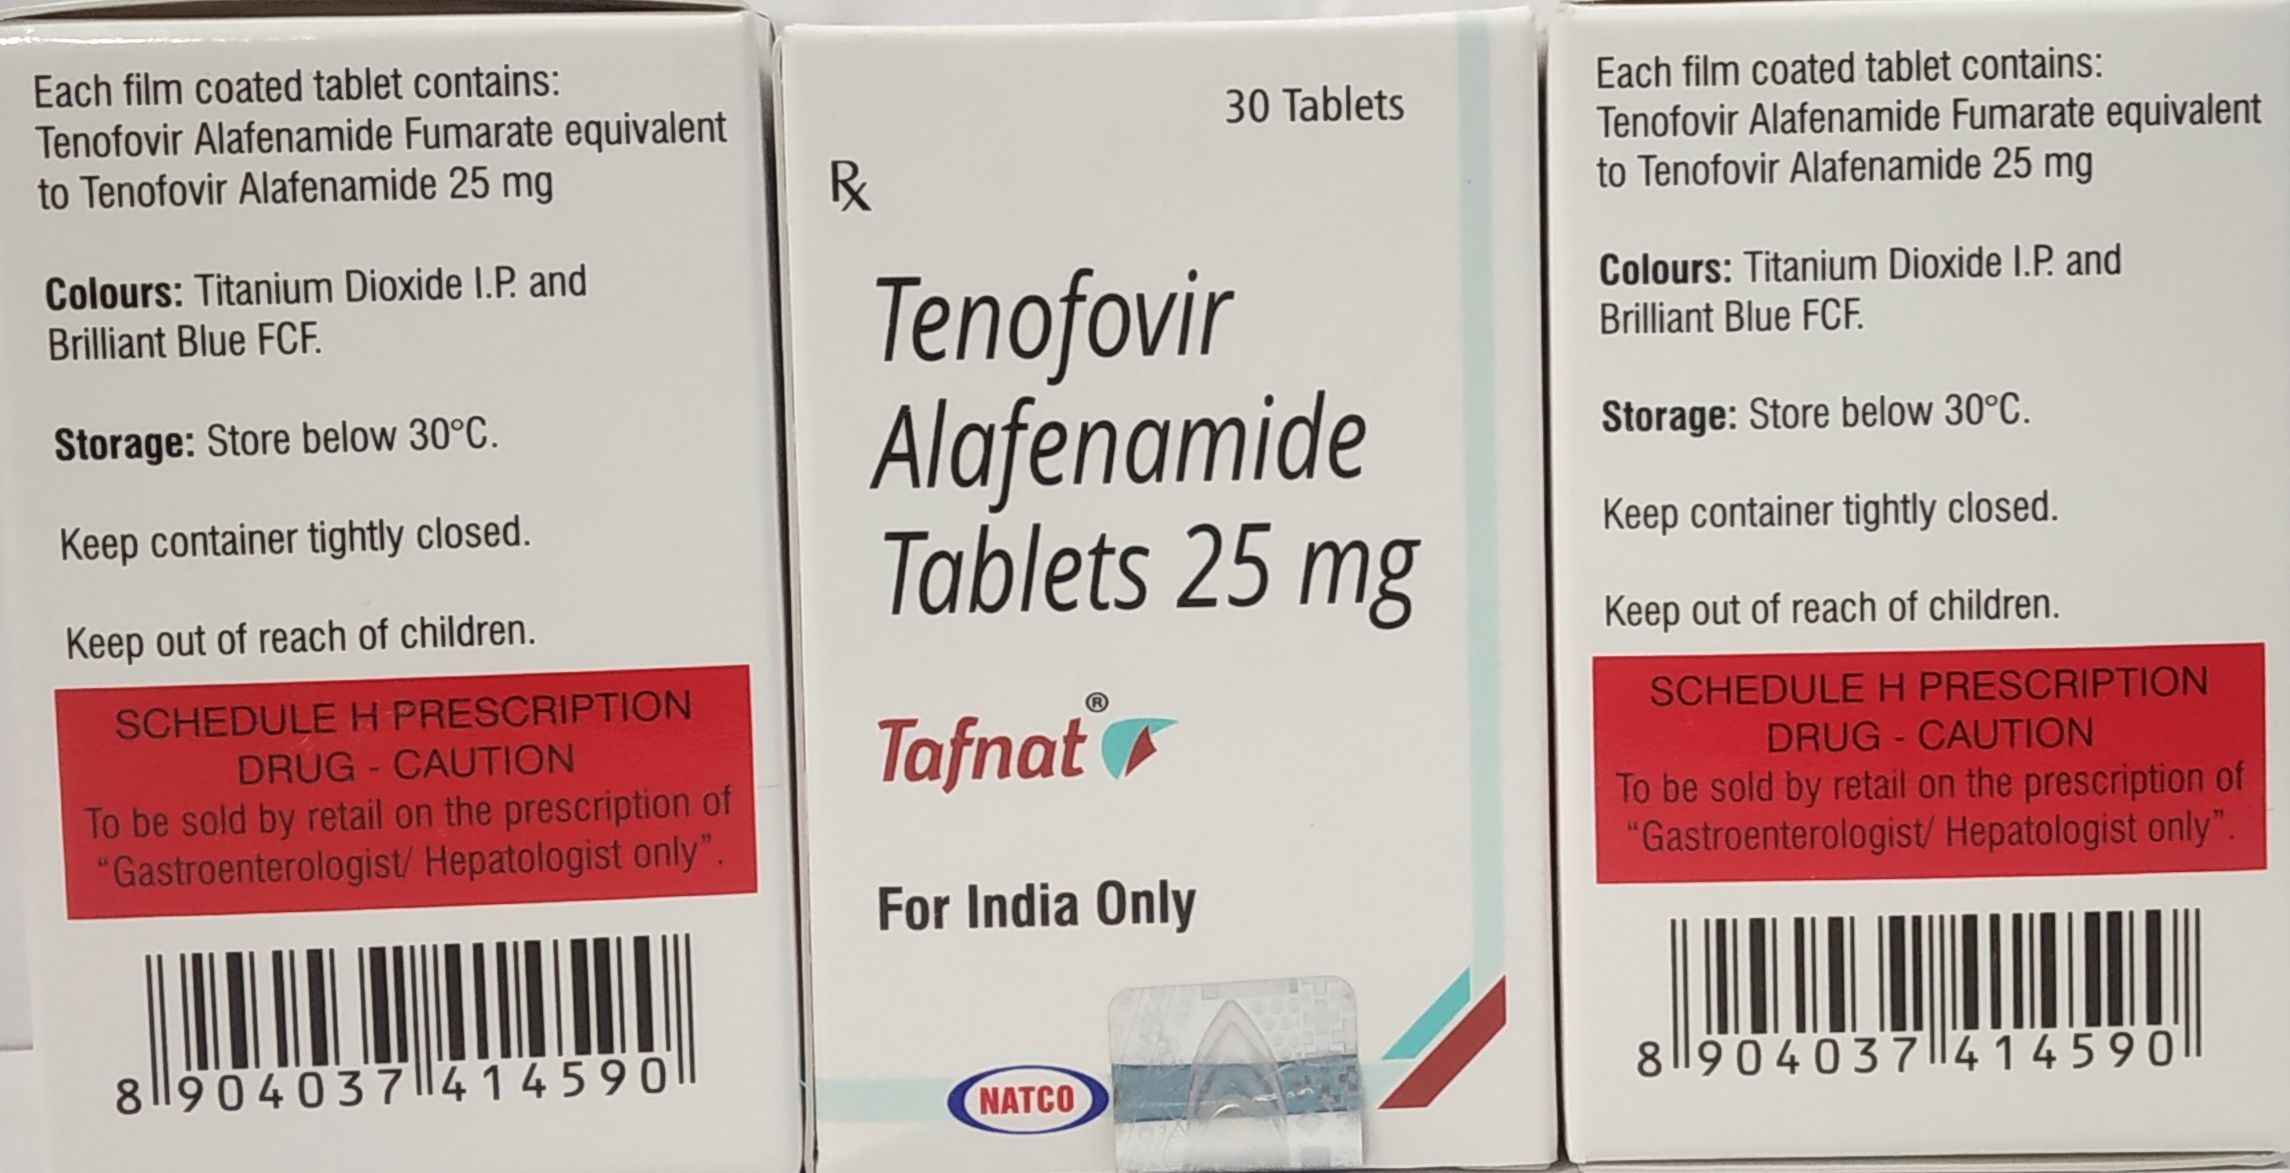 Each film coated tablet contains:
Tenofovir Alafenamide Fumarate equivalent
to Tenofovir Alafenamide 25 mg
Colours: Titanium Dioxide I.P. and
Brilliant Blue FCF.
Storage: Store below 30°C.
Keep container tightly closed.
Keep out of reach of children.
SCHEDULE H PRESCRIPTION
DRUG - CAUTION
To be sold by retail on the prescription of
“Gastroenterologist/ Hepatologist only”.
8 904037 414590
30 Tablets
Rx
Tenofovir
Alafenamide
Tablets 25 mg
Tafnat®
For India Only
NATCO
Each film coated tablet contains:
Tenofovir Alafenamide Fumarate equivalent
to Tenofovir Alafenamide 25 mg
Colours: Titanium Dioxide I.P. and
Brilliant Blue FCF.
Storage: Store below 30°C.
Keep container tightly closed.
Keep out of reach of children.
SCHEDULE H PRESCRIPTION
DRUG - CAUTION
To be sold by retail on the prescription of
“Gastroenterologist/ Hepatologist only”.
8 904037 414590